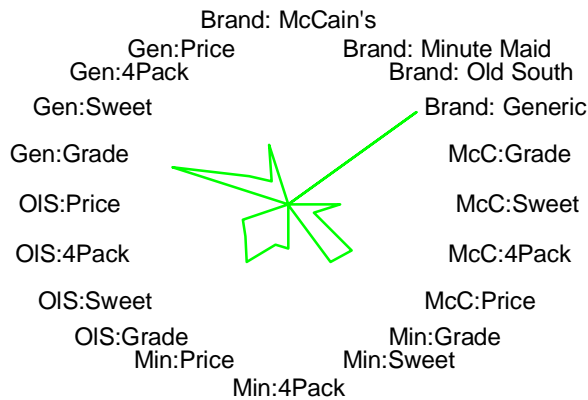 Brand: McCain's
Gen:Price
Brand: Minute Maid
Gen:4Pack
Brand: Old South
Gen:Sweet
Brand: Generic
Gen:Grade
McC:Grade
OlS:Price
McC:Sweet
OlS:4Pack
McC:4Pack
OlS:Sweet
McC:Price
OlS:Grade
Min:Grade
Min:Price
Min:Sweet
Min:4Pack